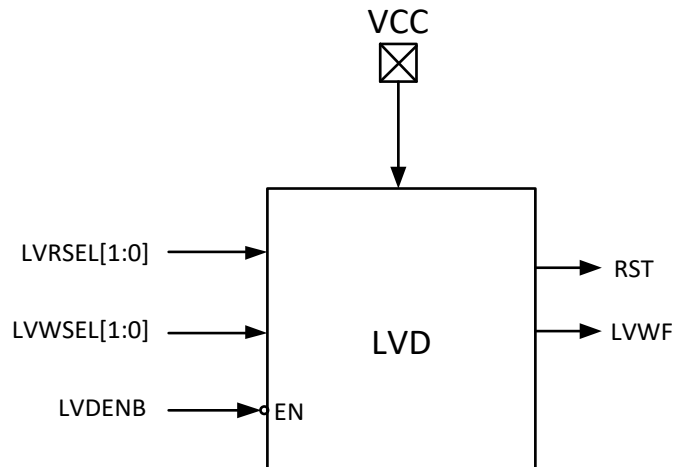 VCC
LVRSEL[1:0]
RST
LVWSEL[1:0]
LVD
LVWF
LVDENB
EN